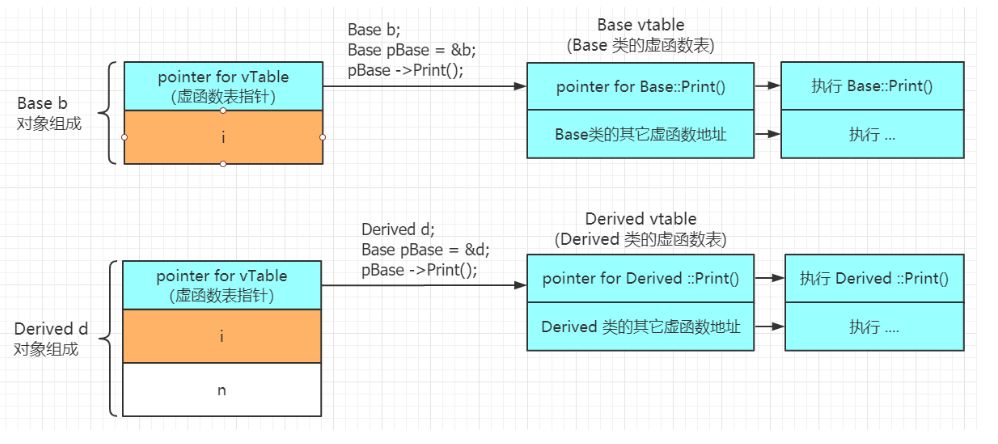 Base b;
Base pBase = &b;
pBase ->Print();
Base vtable
(Base 类的虚函数表)
Base b
对象组成
pointer for vTable
(虚函数表指针)
i
pointer for Base::Print()
执行 Base::Print()
Base类的其它虚函数地址
执行 ...
Derived d;
Base pBase = &d;
pBase ->Print();
Derived vtable
(Derived 类的虚函数表)
Derived d
对象组成
pointer for vTable
(虚函数表指针)
i
n
pointer for Derived ::Print()
执行 Derived ::Print()
Derived 类的其它虚函数地址
执行 ....